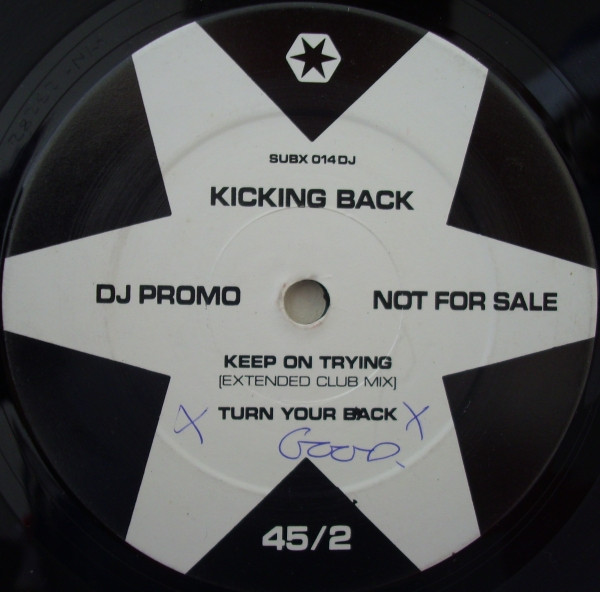 SUBX 014 DJ
KICKING BACK
DJ PROMO NOT FOR SALE
KEEP ON TRYING
[EXTENDED CLUB MIX]
X TURN YOUR BACK X
GOOD.
45/2